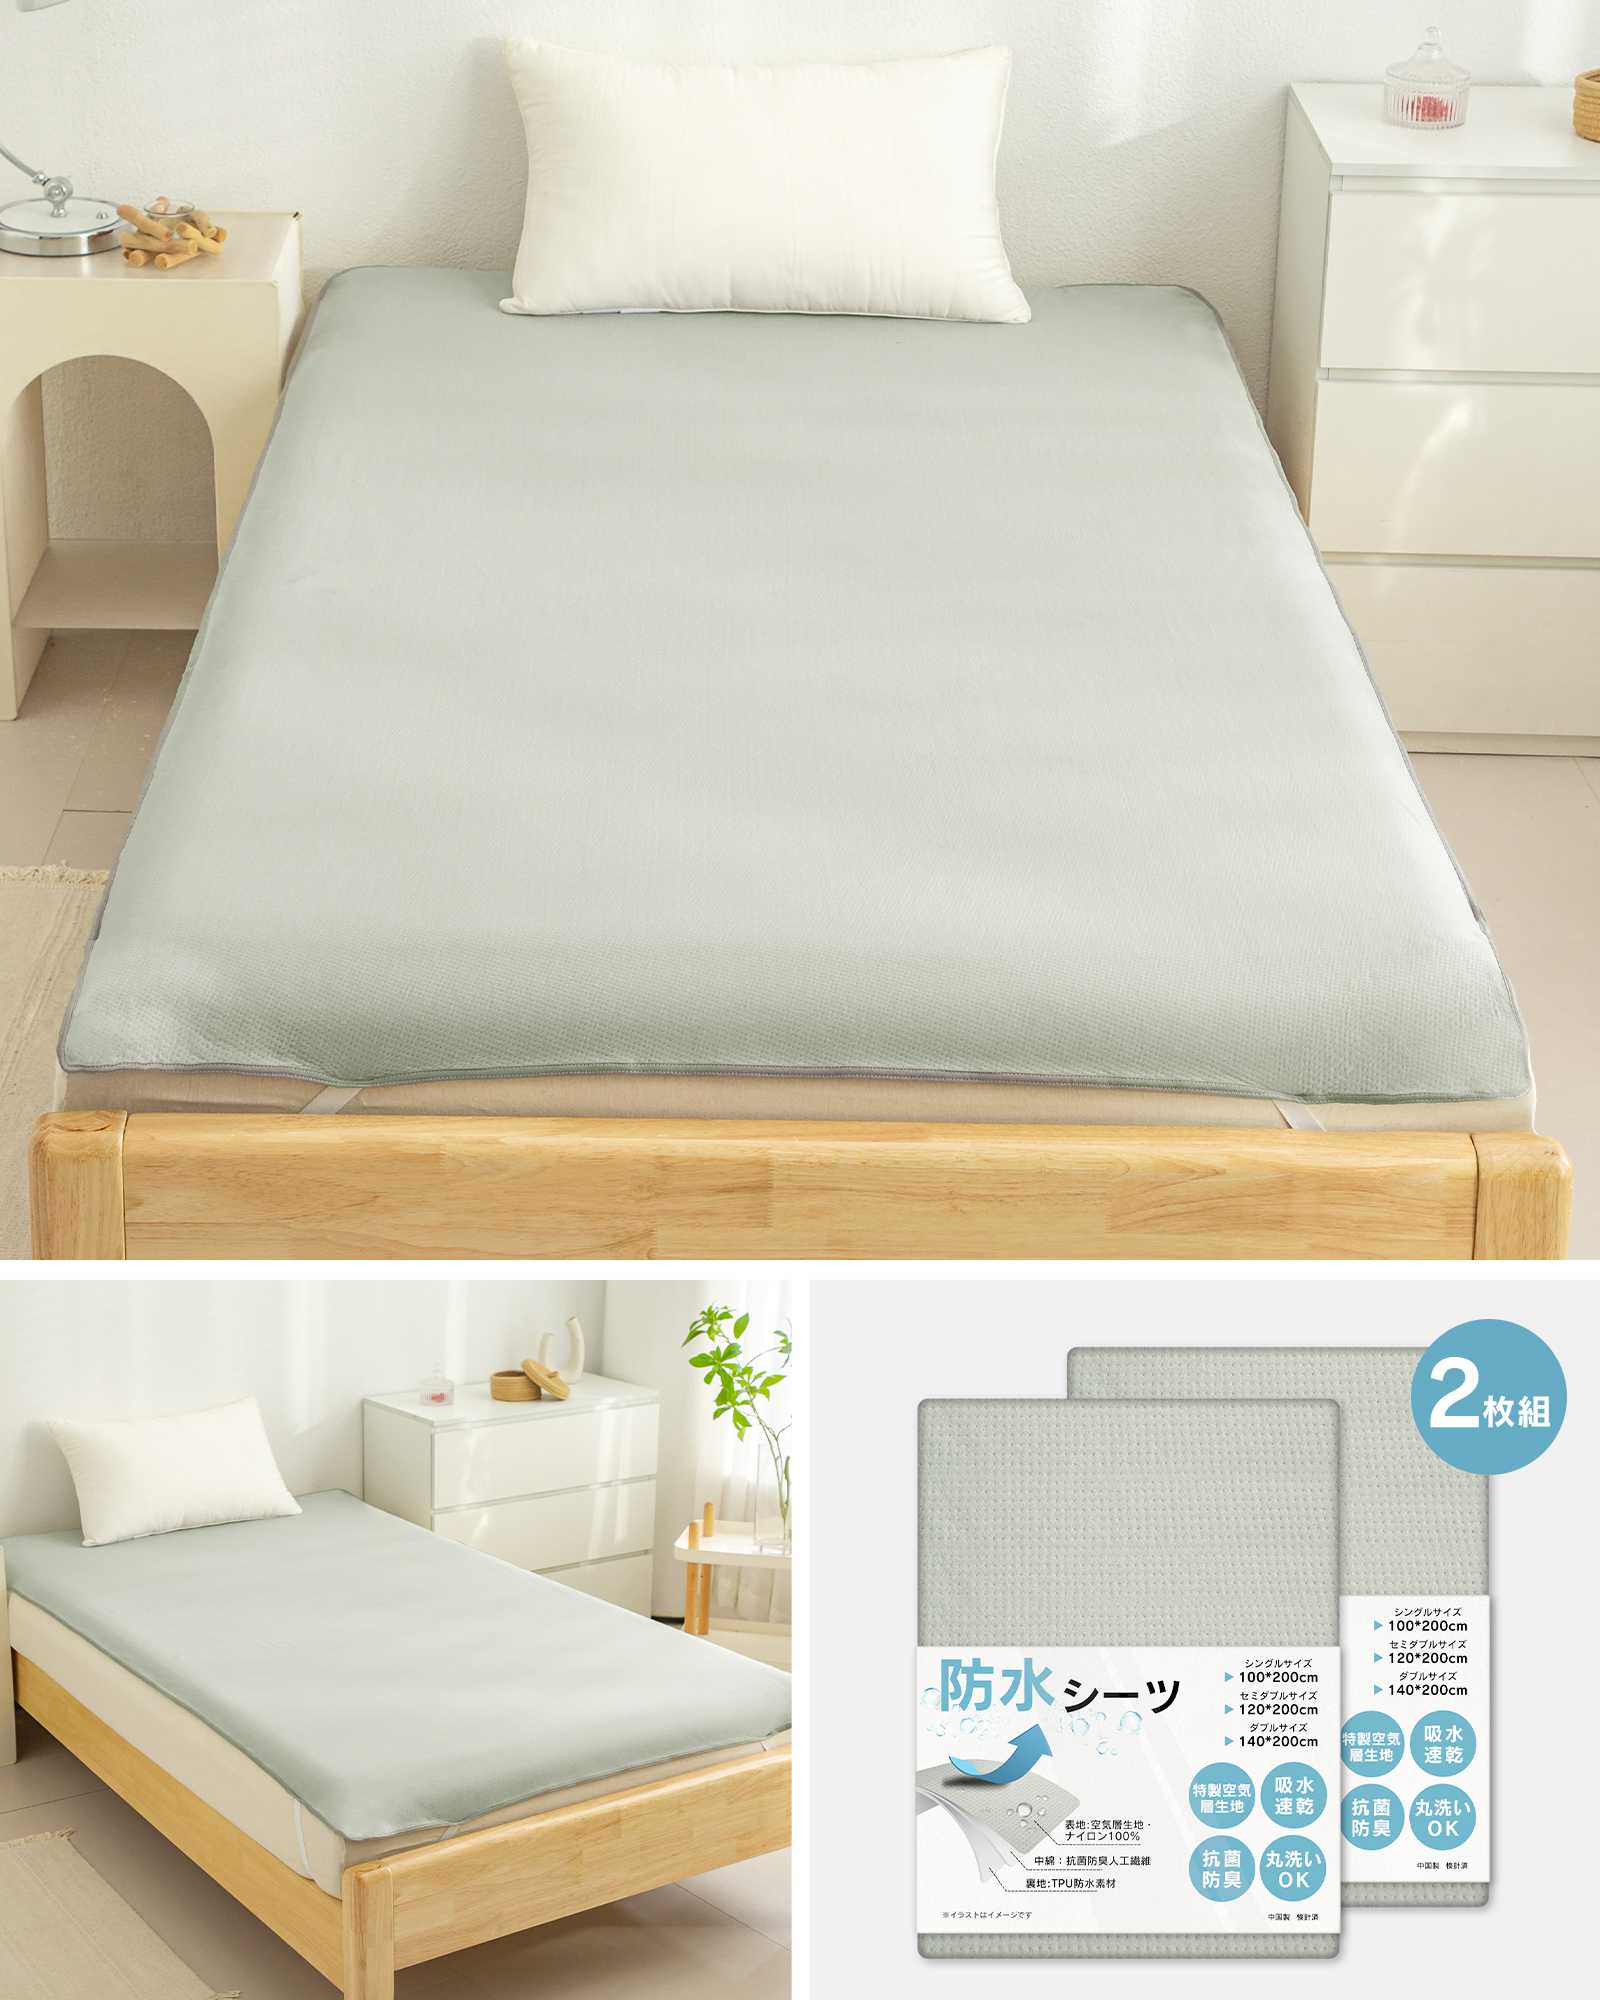 2枚組
防水シーツ
シングルサイズ
▶ 100*200cm
セミダブルサイズ
▶ 120*200cm
ダブルサイズ
▶ 140*200cm
特製空気
層生地
吸水
速乾
抗菌
防臭
丸洗い
OK
表地:空気層生地・
ナイロン100%
中綿：抗菌防臭人工繊維
裏地:TPU防水素材
※イラストはイメージです
中国製 検針済
シングルサイズ
▶ 100*200cm
セミダブルサイズ
▶ 120*200cm
ダブルサイズ
▶ 140*200cm
特製空気
層生地
吸水
速乾
抗菌
防臭
丸洗い
OK
中国製 検針済